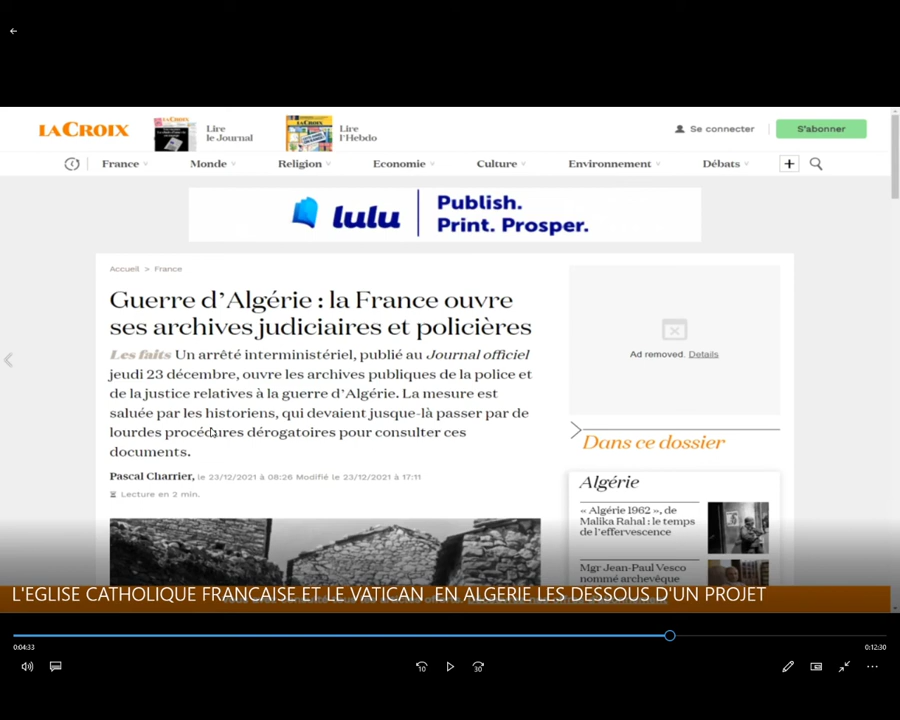 LACROIX
Lire
le Journal
Lire
l'Hebdo
Se connecter
S'abonner
France
Monde
Religion
Economie
Culture
Environnement
Débats
lulu
Publish.
Print. Prosper.
Accueil > France
Guerre d'Algérie : la France ouvre
ses archives judiciaires et policières
Les faits Un arrêté interministériel, publié au Journal officiel
jeudi 23 décembre, ouvre les archives publiques de la police et
de la justice relatives à la guerre d'Algérie. La mesure est
saluée par les historiens, qui devaient jusque-là passer par de
lourdes procédures dérogatoires pour consulter ces
documents.
Pascal Charrier, le 23/12/2021 à 08:26 Modifié le 23/12/2021 à 17:11
Lecture en 2 min.
Ad removed. Details
Dans ce dossier
Algérie
« Algérie 1962 », de
Malika Rahal : le temps
de l'effervescence
Mgr Jean-Paul Vesco
nommé archevêque
L'EGLISE CATHOLIQUE FRANCAISE ET LE VATICAN EN ALGERIE LES DESSOUS D'UN PROJET
0:04:33
0:12:30
10
30